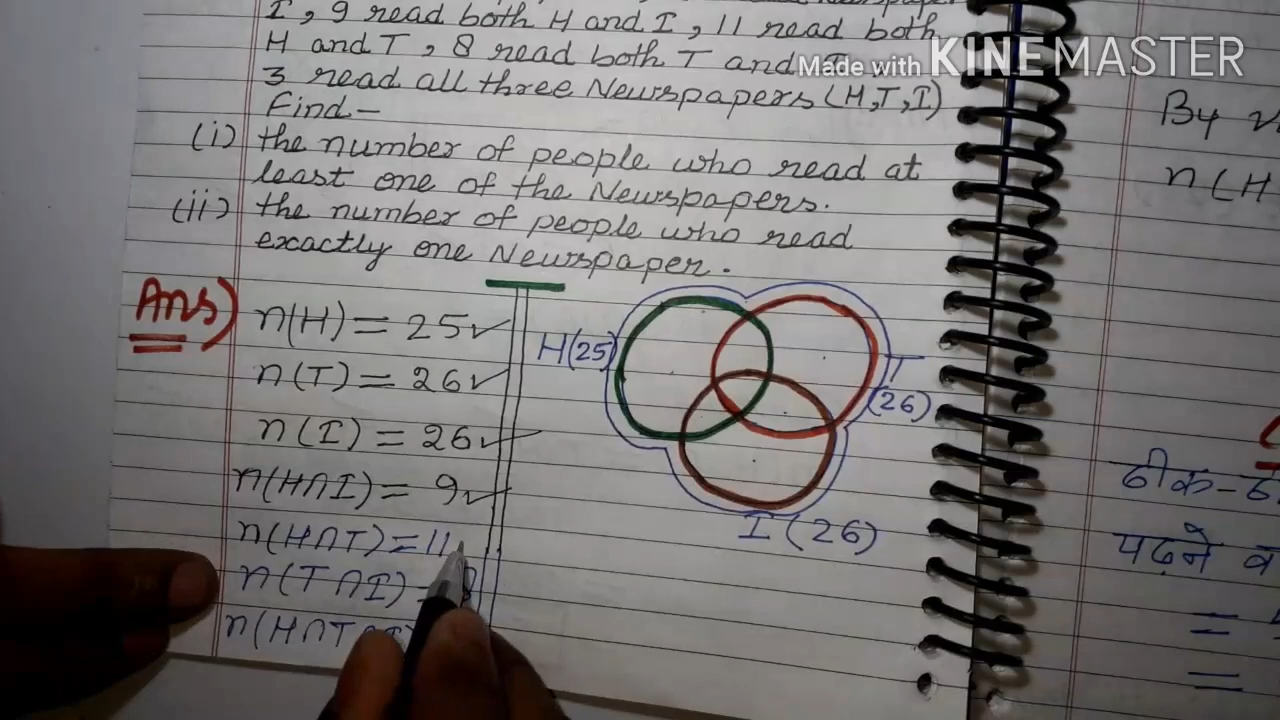 I, 9 read both H and I, 11 read both
H and T, 8 read both T and
Made with KINEMASTER
3 read all three Newspapers (H,T,I)
Find-
(i) the number of people who read at
least one of the Newspapers.
(ii) the number of people who read
exactly one Newspaper.
Ans)
n(H) = 25✓
n(T) = 26✓
n(I) = 26✓
n(H∩I) = 9✓
n(H∩T) = 11
n(T∩I) = 8
n(H∩T∩I)
H(25)
T
(26)
I (26)
By
n(H
ठीक-ठ
पढ़ने
=
=